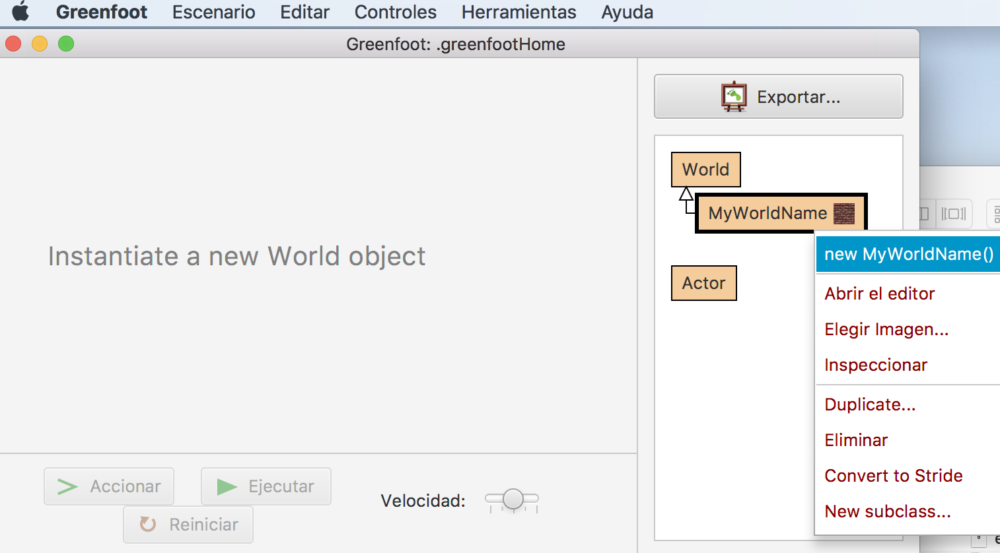 Greenfoot Escenario Editar Controles Herramientas Ayuda
Greenfoot: .greenfootHome
Exportar...
World
MyWorldName
new MyWorldName()
Instantiate a new World object
Actor
Abrir el editor
Elegir Imagen...
Inspeccionar
Duplicate...
Eliminar
Convert to Stride
New subclass...
Accionar
Ejecutar
Velocidad:
Reiniciar